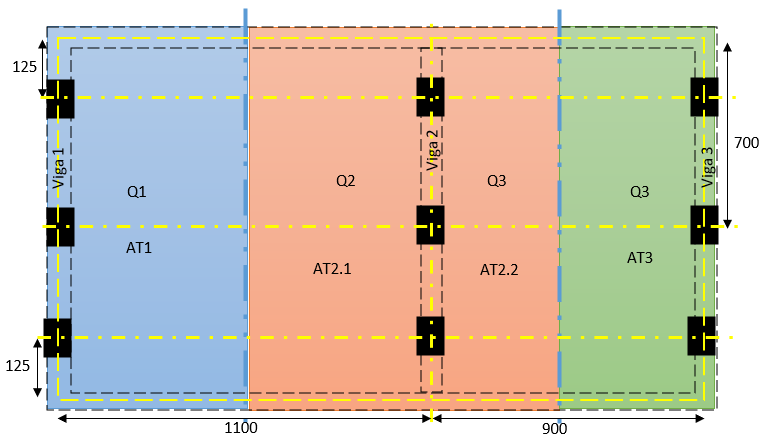 125
Viga 1
Viga 2
Viga 3
700
Q1
Q2
Q3
Q3
AT1
AT2.1
AT2.2
AT3
125
1100
900